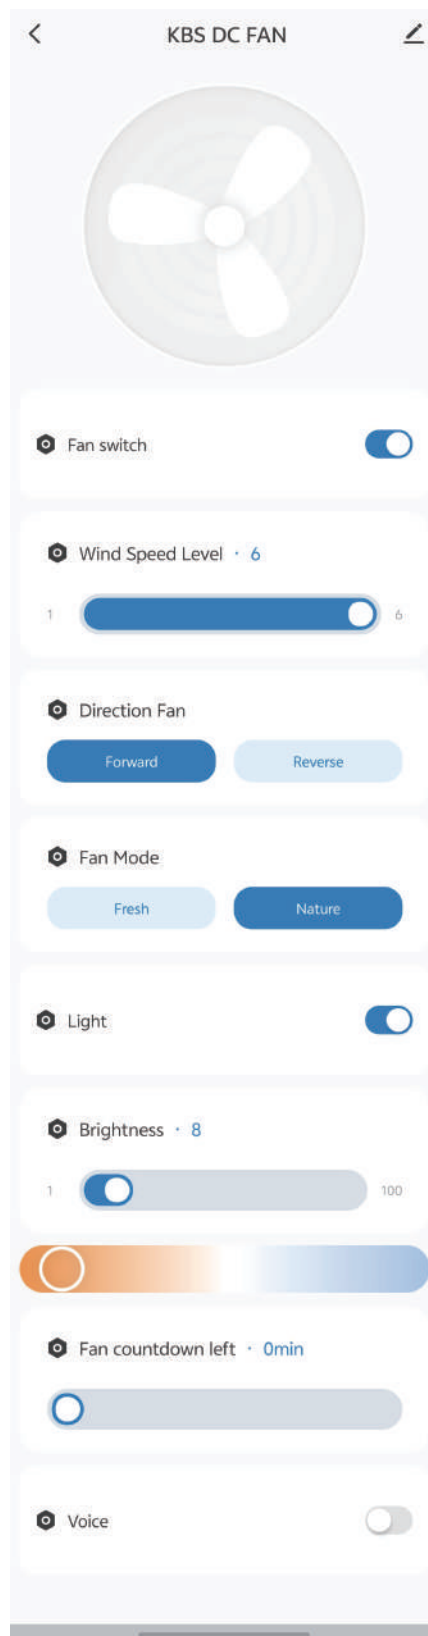 KBS DC FAN
Fan switch
Wind Speed Level · 6
1 6
Direction Fan
Forward Reverse
Fan Mode
Fresh Nature
Light
Brightness · 8
1 100
Fan countdown left · 0min
Voice